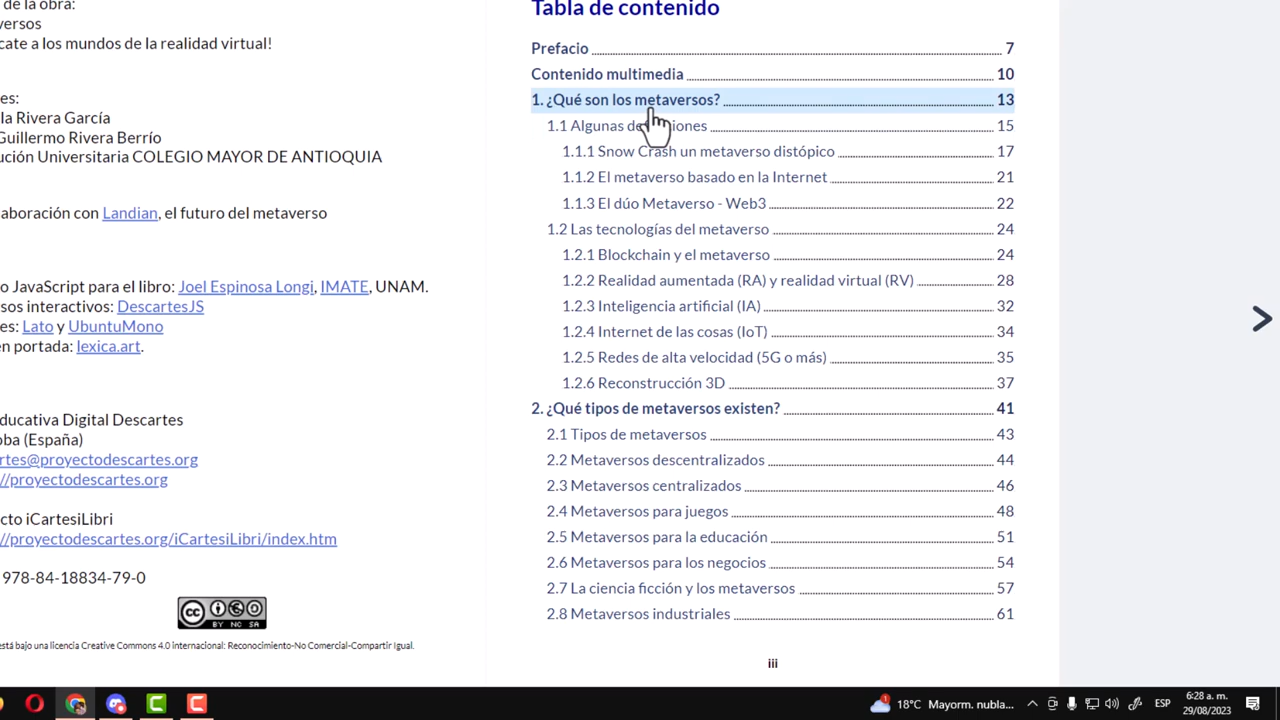 de la obra:
versos
cate a los mundos de la realidad virtual!
es:
la Rivera García
Guillermo Rivera Berrío
ución Universitaria COLEGIO MAYOR DE ANTIOQUIA
aboración con Landian, el futuro del metaverso
o JavaScript para el libro: Joel Espinosa Longi, IMATE, UNAM.
sos interactivos: DescartesJS
es: Lato y UbuntuMono
en portada: lexica.art.
ducativa Digital Descartes
oba (España)
rtes@proyectodescartes.org
//proyectodescartes.org
cto iCartesiLibri
//proyectodescartes.org/iCartesiLibri/index.htm
978-84-18834-79-0
CC BY NC SA
está bajo una licencia Creative Commons 4.0 internacional: Reconocimiento-No Comercial-Compartir Igual.
Tabla de contenido
Prefacio 7
Contenido multimedia 10
1. ¿Qué son los metaversos? 13
1.1 Algunas de iciones 15
1.1.1 Snow Crash un metaverso distópico 17
1.1.2 El metaverso basado en la Internet 21
1.1.3 El dúo Metaverso - Web3 22
1.2 Las tecnologías del metaverso 24
1.2.1 Blockchain y el metaverso 24
1.2.2 Realidad aumentada (RA) y realidad virtual (RV) 28
1.2.3 Inteligencia artificial (IA) 32
1.2.4 Internet de las cosas (IoT) 34
1.2.5 Redes de alta velocidad (5G o más) 35
1.2.6 Reconstrucción 3D 37
2. ¿Qué tipos de metaversos existen? 41
2.1 Tipos de metaversos 43
2.2 Metaversos descentralizados 44
2.3 Metaversos centralizados 46
2.4 Metaversos para juegos 48
2.5 Metaversos para la educación 51
2.6 Metaversos para los negocios 54
2.7 La ciencia ficción y los metaversos 57
2.8 Metaversos industriales 61
iii
1 18°C Mayorm. nubla... ESP 6:28 a. m.
29/08/2023